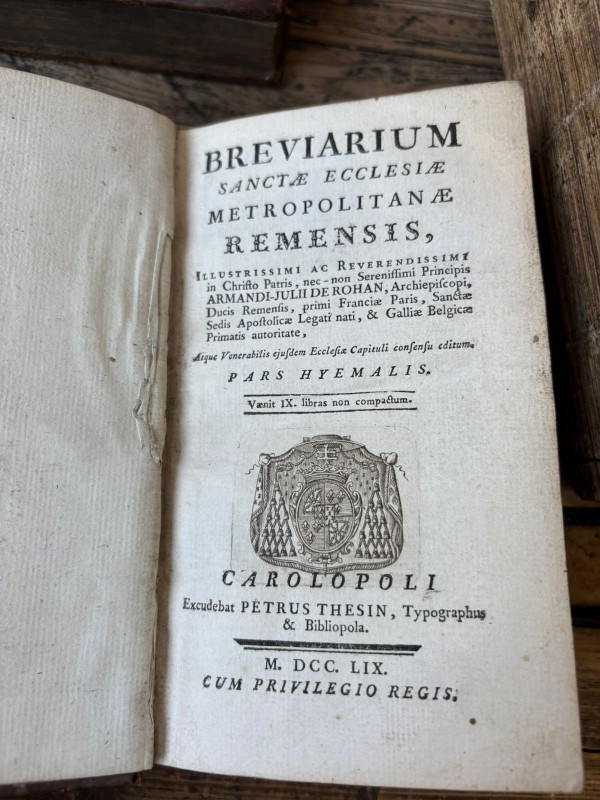 BREVIARIUM
SANCTÆ ECCLESIÆ
METROPOLITANÆ
REMENSIS,
ILLUSTRISSIMI AC REVERENDISSIMI
in Chriſto Patris, nec-non Sereniſſimi Principis
ARMANDI-JULII DE ROHAN, Archiepiſcopi,
Ducis Remenſis, primi Franciæ Paris, Sanctæ
Sedis Apoſtolicæ Legati nati, & Galliæ Belgicæ
Primatis autoritate,
Atque Venerabilis ejuſdem Eccleſiæ Capituli conſenſu editum.
PARS HYEMALIS.
Vænit IX. libras non compactum.
CAROLOPOLI
Excudebat PETRUS THESIN, Typographus
& Bibliopola.
M. DCC. LIX.
CUM PRIVILEGIO REGIS.